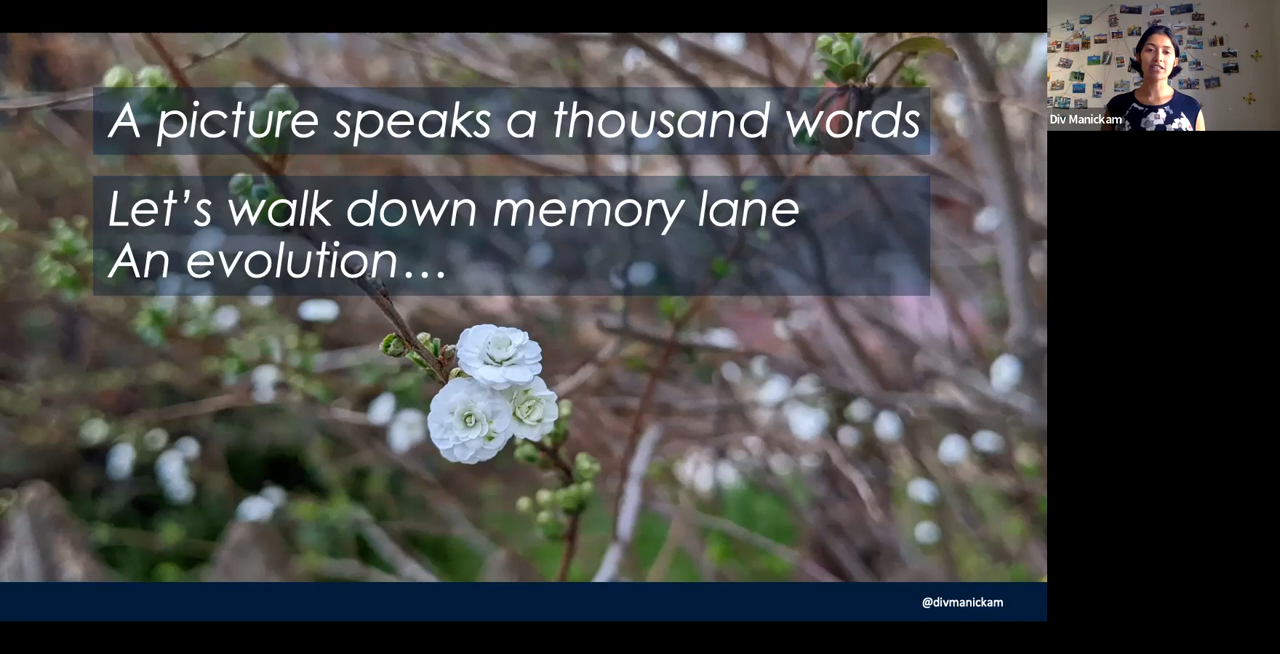 A picture speaks a thousand words
Let’s walk down memory lane
An evolution...
@divmanickam
Div Manickam